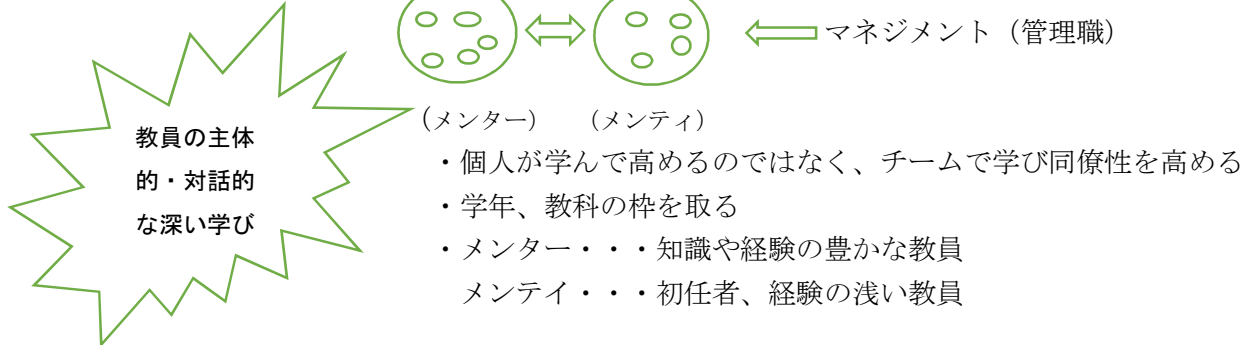 マネジメント（管理職）
(メンター）　（メンティ）
教員の主体
的・対話的
な深い学び
・個人が学んで高めるのではなく、チームで学び同僚性を高める
・学年、教科の枠を取る
・メンター・・・知識や経験の豊かな教員
メンテイ・・・初任者、経験の浅い教員